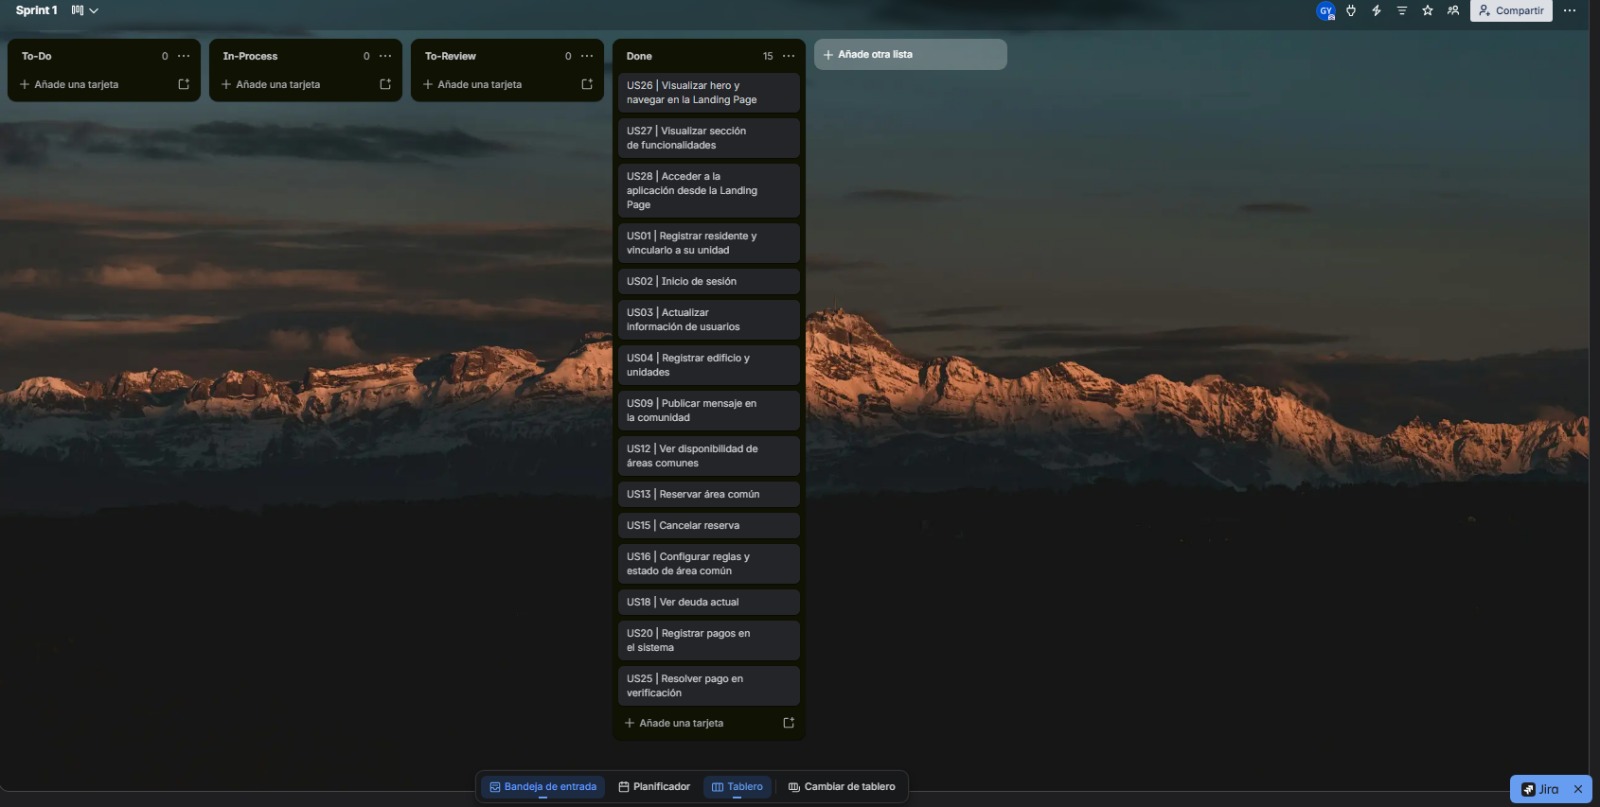 Sprint 1
GY
Compartir
To-Do 0
Añade una tarjeta
In-Process 0
Añade una tarjeta
To-Review 0
Añade una tarjeta
Done 15
US26 | Visualizar hero y
navegar en la Landing Page
US27 | Visualizar sección
de funcionalidades
US28 | Acceder a la
aplicación desde la Landing
Page
US01 | Registrar residente y
vincularlo a su unidad
US02 | Inicio de sesión
US03 | Actualizar
información de usuarios
US04 | Registrar edificio y
unidades
US09 | Publicar mensaje en
la comunidad
US12 | Ver disponibilidad de
áreas comunes
US13 | Reservar área común
US15 | Cancelar reserva
US16 | Configurar reglas y
estado de área común
US18 | Ver deuda actual
US20 | Registrar pagos en
el sistema
US25 | Resolver pago en
verificación
Añade una tarjeta
Añade otra lista
Bandeja de entrada
Planificador
Tablero
Cambiar de tablero
Jira